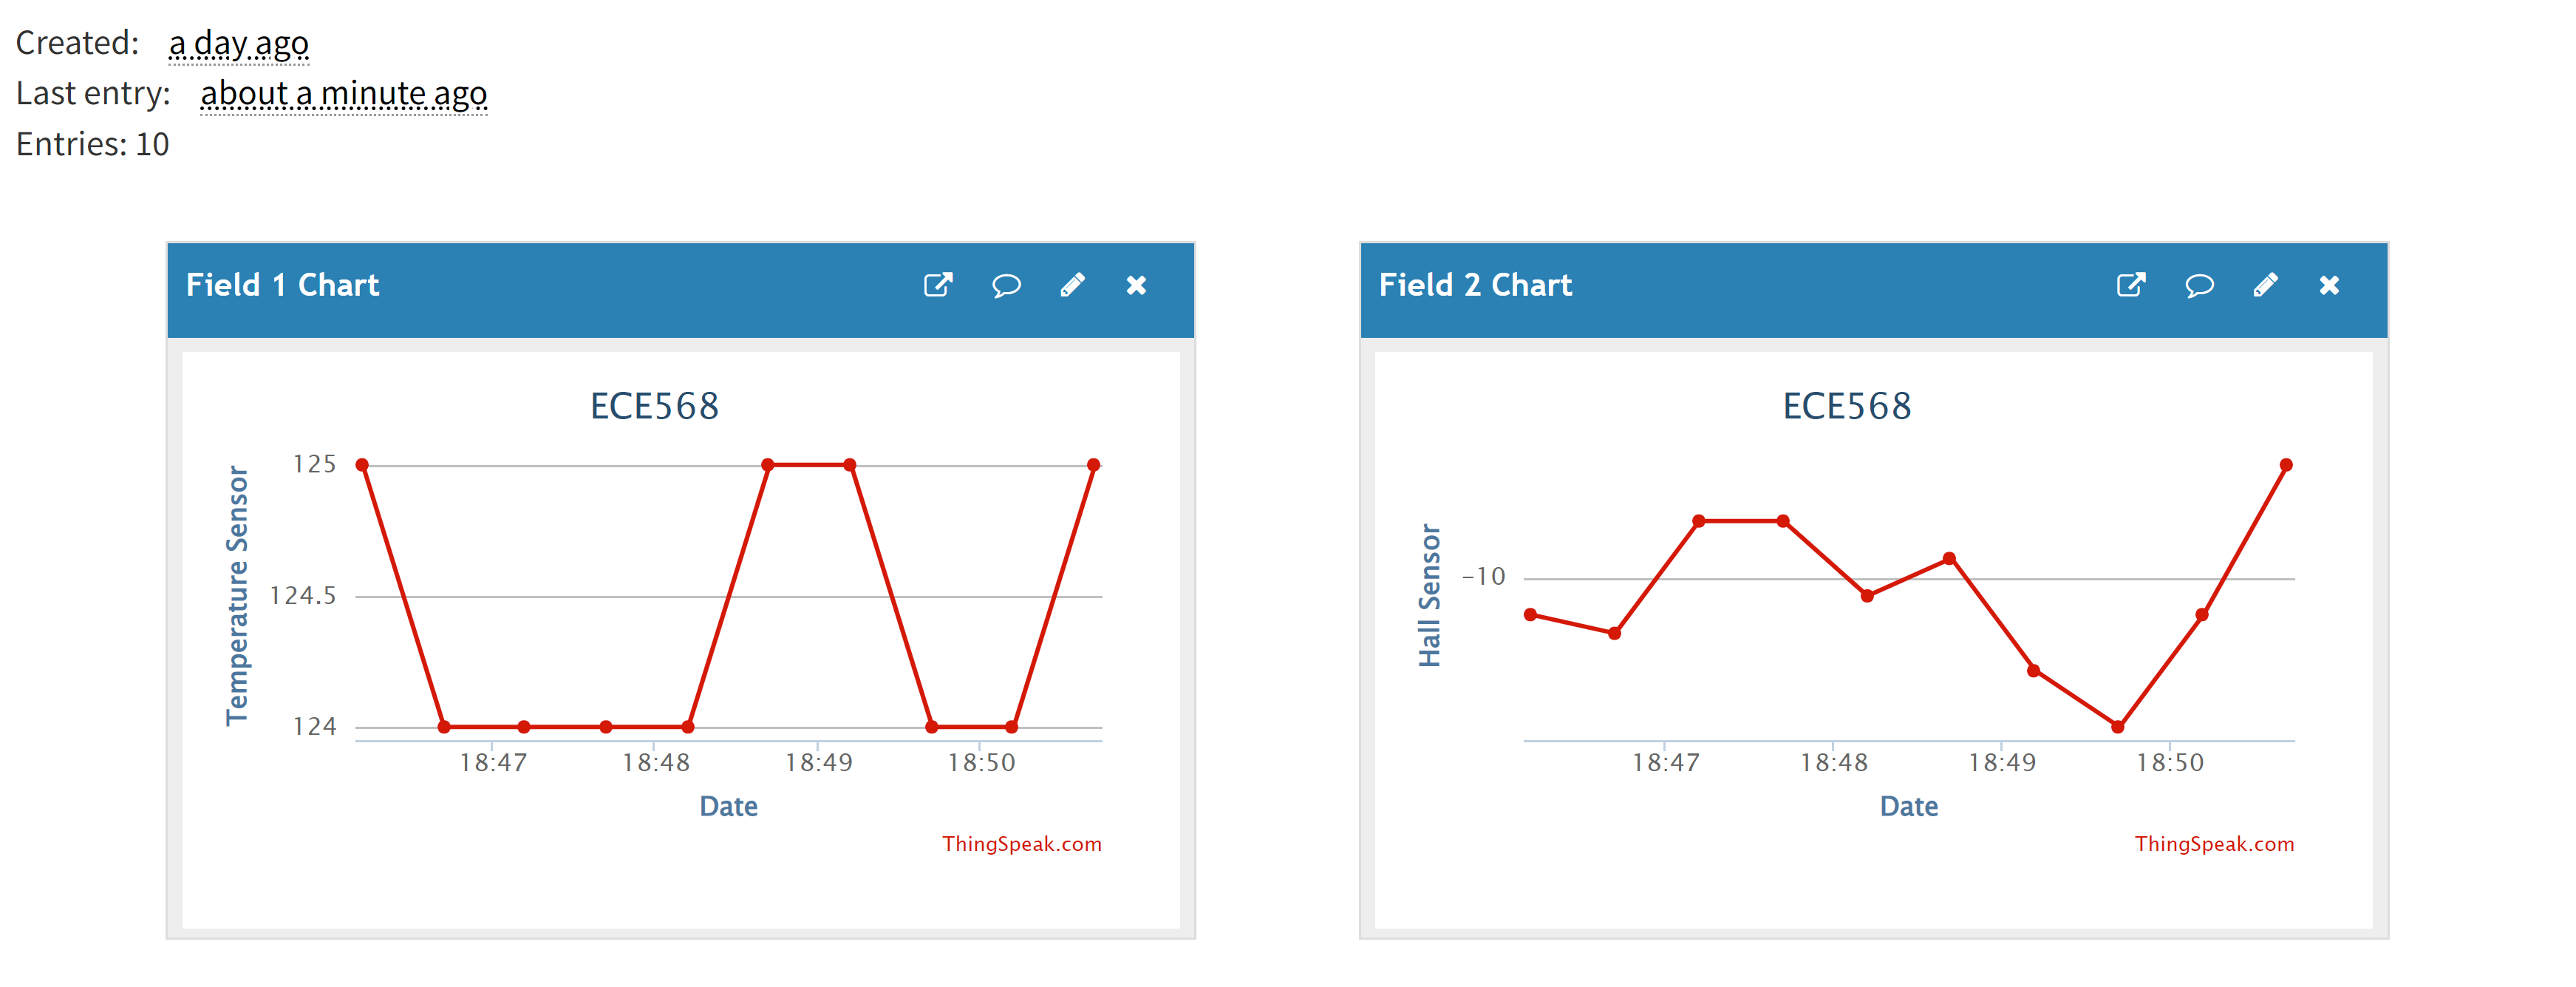 Created: a day ago
Last entry: about a minute ago
Entries: 10
Field 1 Chart
ECE568
Temperature Sensor
125
124.5
124
18:47 18:48 18:49 18:50
Date
ThingSpeak.com
Field 2 Chart
ECE568
Hall Sensor
−10
18:47 18:48 18:49 18:50
Date
ThingSpeak.com